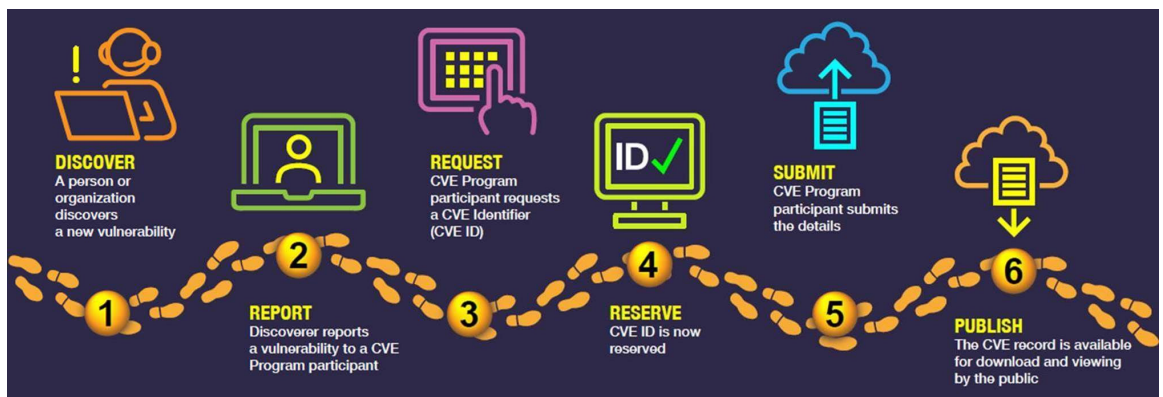 DISCOVER
A person or
organization
discovers
a new vulnerability
1
2
REPORT
Discoverer reports
a vulnerability to a CVE
Program participant
REQUEST
CVE Program
participant requests
a CVE Identifier
(CVE ID)
3
ID
4
RESERVE
CVE ID is now
reserved
SUBMIT
CVE Program
participant submits
the details
5
6
PUBLISH
The CVE record is available
for download and viewing
by the public